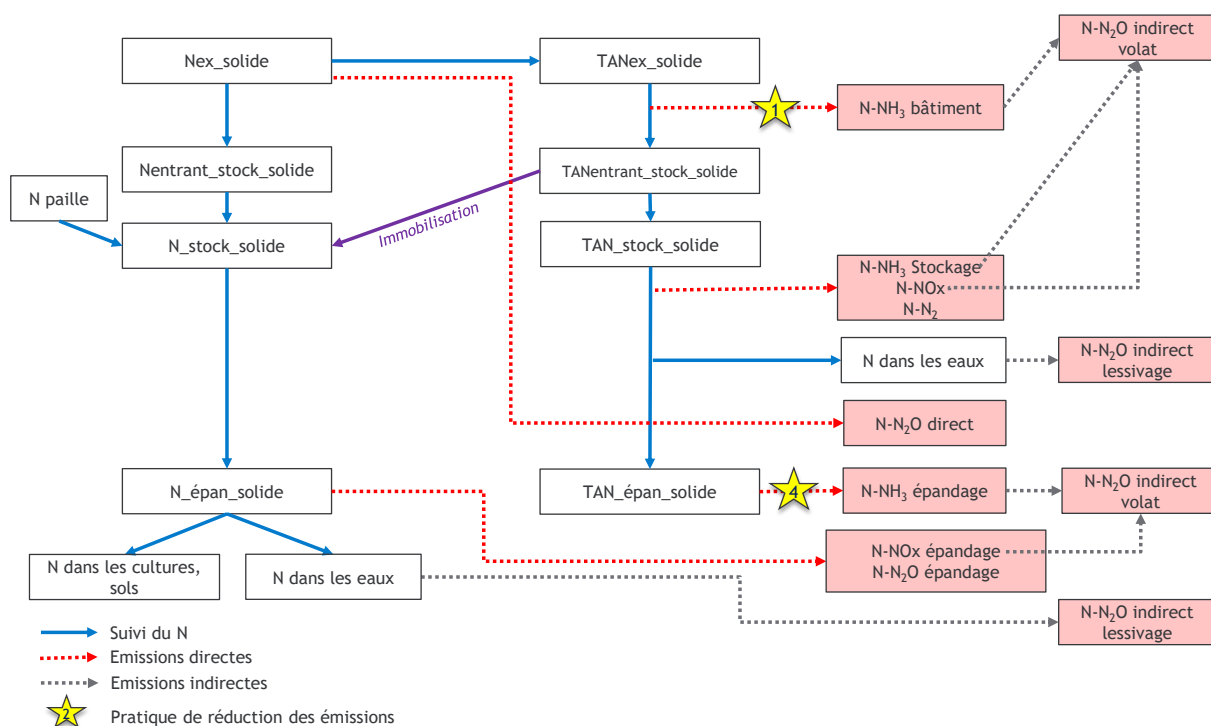 N-N₂O indirect
volat
Nex_solide
TANex_solide
1
N-NH₃ bâtiment
Nentrant_stock_solide
TANentrant_stock_solide
N paille
Immobilisation
N_stock_solide
TAN_stock_solide
N-NH₃ Stockage
N-NOx
N-N₂
N dans les eaux
N-N₂O indirect
lessivage
N-N₂O direct
N_épan_solide
TAN_épan_solide
4
N-NH₃ épandage
N-N₂O indirect
volat
N-NOx épandage
N-N₂O épandage
N dans les cultures,
sols
N dans les eaux
N-N₂O indirect
lessivage
Suivi du N
Emissions directes
Emissions indirectes
2
Pratique de réduction des émissions